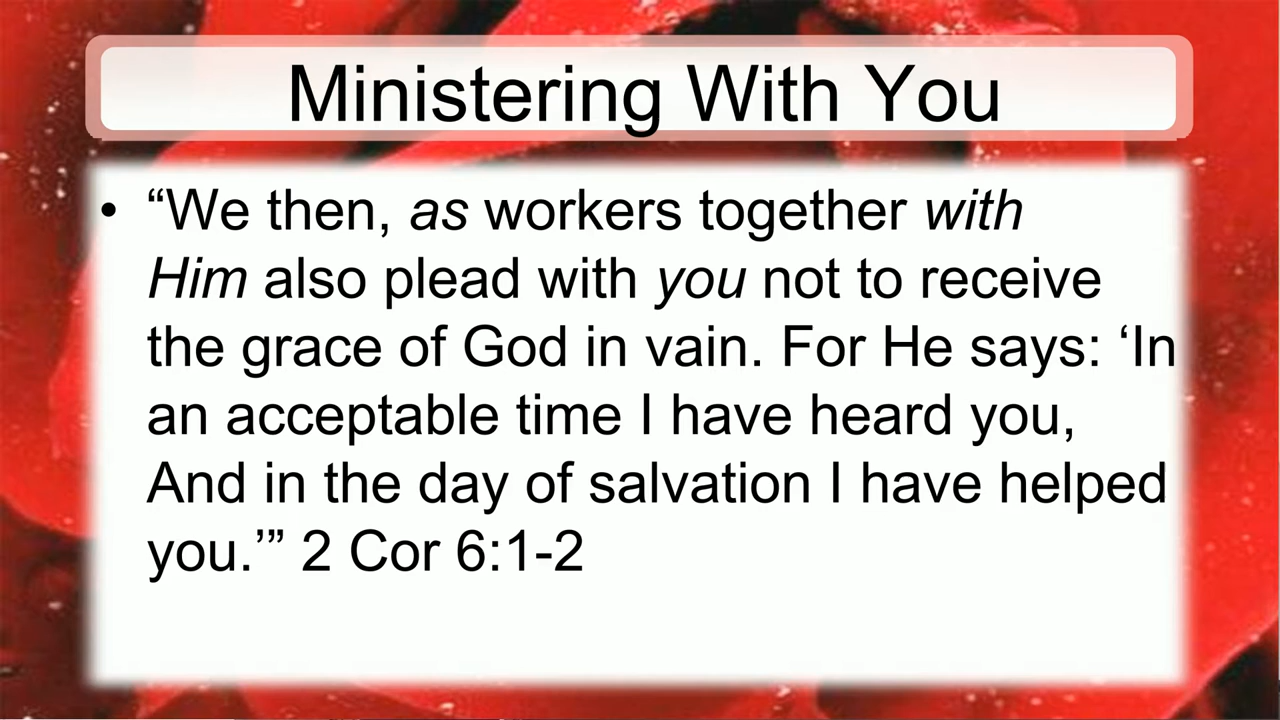 Ministering With You
• “We then, as workers together with
Him also plead with you not to receive
the grace of God in vain. For He says: ‘In
an acceptable time I have heard you,
And in the day of salvation I have helped
you.’” 2 Cor 6:1-2